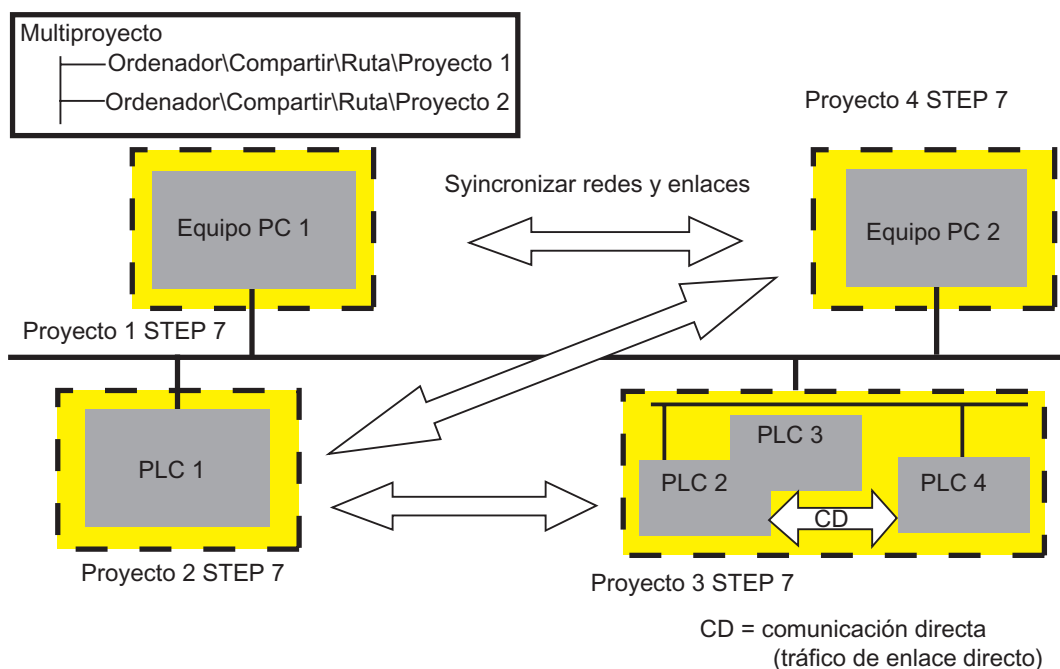 Multiproyecto
Ordenador\Compartir\Ruta\Proyecto 1
Ordenador\Compartir\Ruta\Proyecto 2
Proyecto 4 STEP 7
Syincronizar redes y enlaces
Equipo PC 1
Equipo PC 2
Proyecto 1 STEP 7
PLC 1
PLC 3
PLC 2
PLC 4
CD
Proyecto 2 STEP 7
Proyecto 3 STEP 7
CD = comunicación directa
(tráfico de enlace directo)